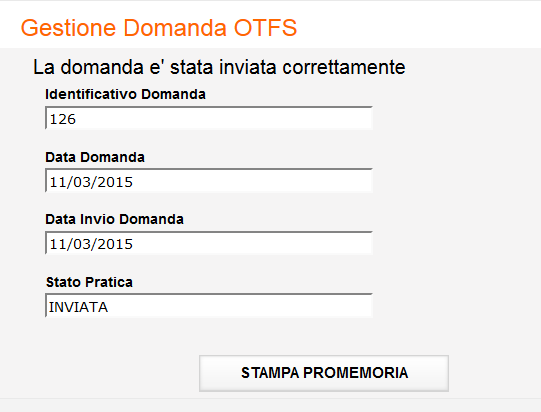 Gestione Domanda OTFS
La domanda e' stata inviata correttamente
Identificativo Domanda
126
Data Domanda
11/03/2015
Data Invio Domanda
11/03/2015
Stato Pratica
INVIATA
STAMPA PROMEMORIA